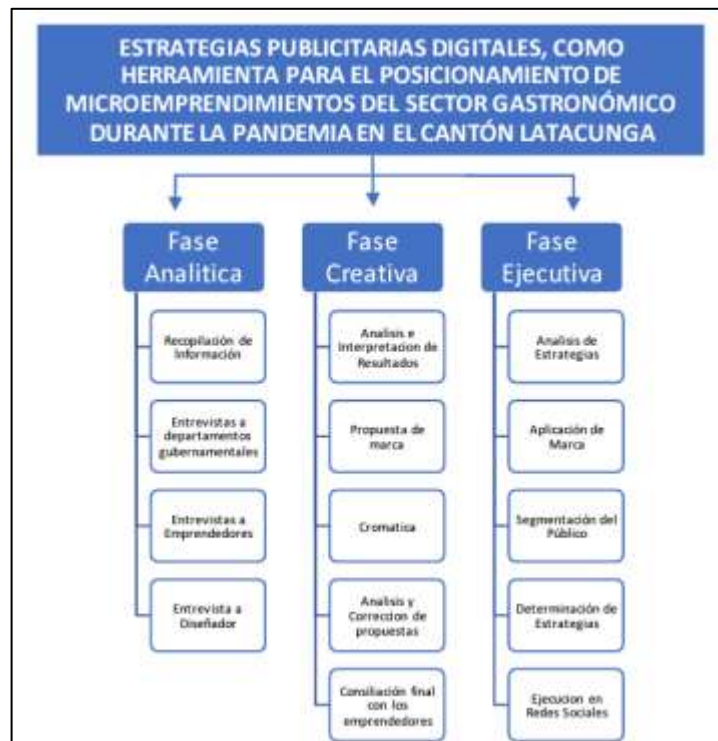 ESTRATEGIAS PUBLICITARIAS DIGITALES, COMO
HERRAMIENTA PARA EL POSICIONAMIENTO DE
MICROEMPRENDIMIENTOS DEL SECTOR GASTRONÓMICO
DURANTE LA PANDEMIA EN EL CANTÓN LATACUNGA
Fase
Analitica
Recopilación de
Información
Entrevistas a
departamentos
gubernamentales
Entrevistas a
Emprendedores
Entrevista a
Diseñador
Fase
Creativa
Analisis e
Interpretacion de
Resultados
Propuesta de
marca
Cromatica
Analisis y
Correccion de
propuestas
Consiliación final
con los
emprendedores
Fase
Ejecutiva
Analisis de
Estrategias
Aplicación de
Marca
Segmentación del
Público
Determinación de
Estrategias
Ejecucion en
Redes Sociales